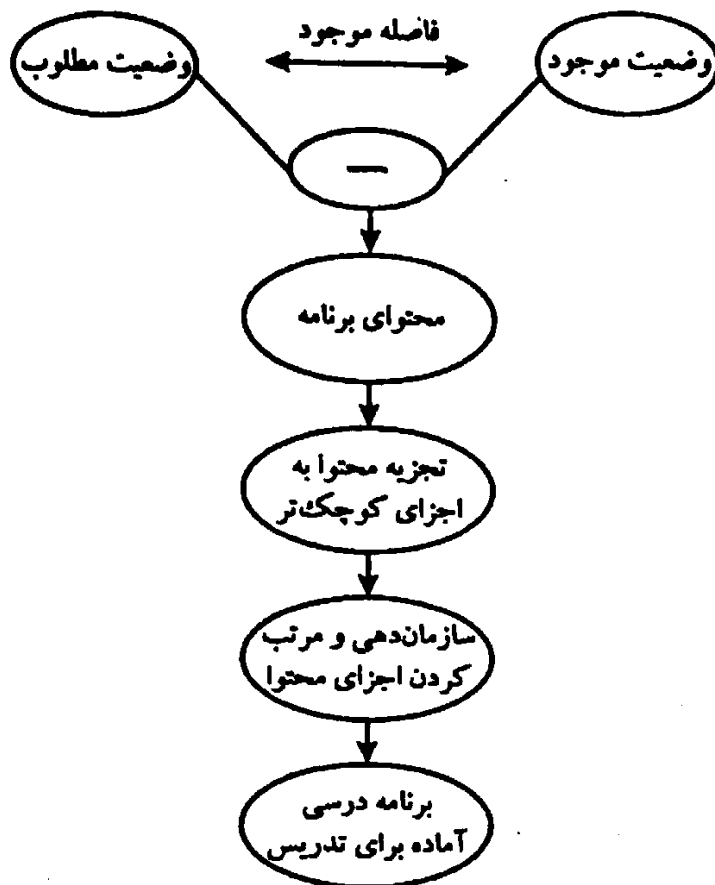 فاصله موجود
وضعیت موجود
وضعیت مطلوب
—
محتوای برنامه
تجزیه محتوا به
اجزای کوچک‌تر
سازمان‌دهی و مرتب
کردن اجزای محتوا
برنامه درسی
آماده برای تدریس